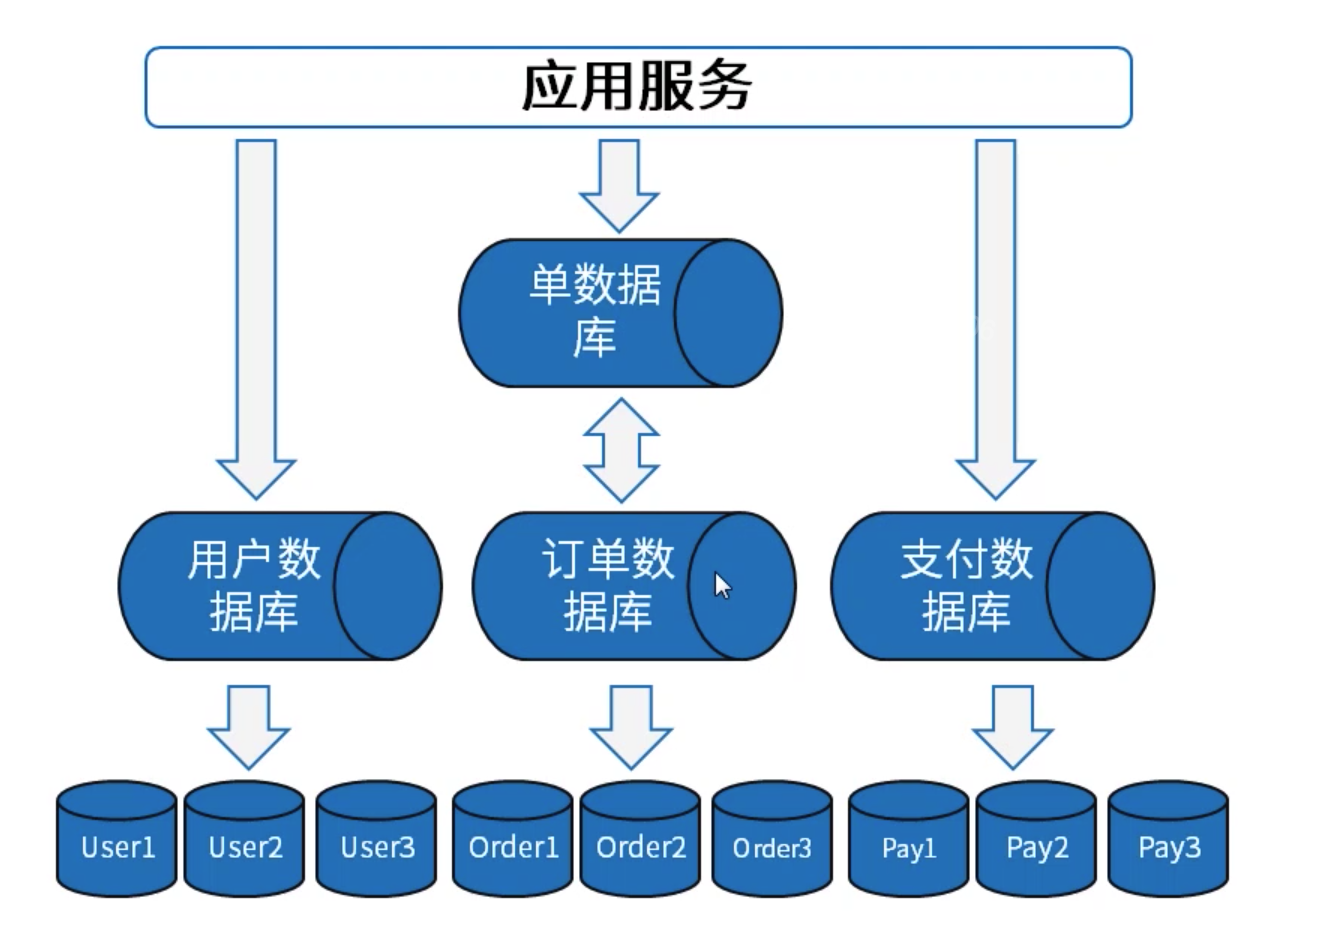 应用服务
单数据
库
用户数
据库
订单数
据库
支付数
据库
User1
User2
User3
Order1
Order2
Order3
Pay1
Pay2
Pay3